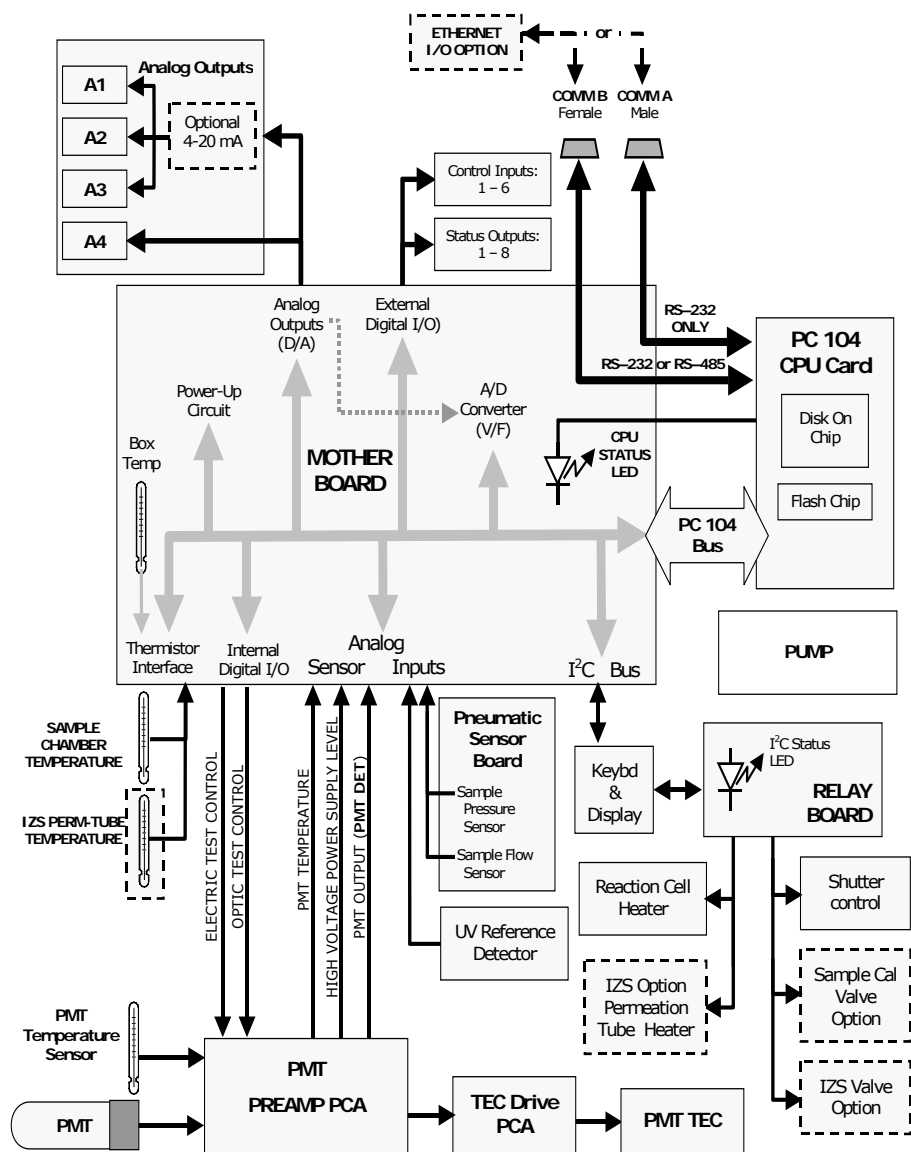 ETHERNET
I/O OPTION
or
Analog Outputs
A1
A2
A3
A4
Optional
4-20 mA
COMM B
Female
COMM A
Male
Control Inputs:
1 – 6
Status Outputs:
1 – 8
Analog
Outputs
(D/A)
External
Digital I/O)
RS–232
ONLY
RS–232 or RS–485
PC 104
CPU Card
Disk On
Chip
Flash Chip
Power-Up
Circuit
A/D
Converter
(V/F)
Box
Temp
MOTHER
BOARD
CPU
STATUS
LED
PC 104
Bus
Thermistor
Interface
Internal
Digital I/O
Analog
Sensor Inputs
I2C Bus
PUMP
SAMPLE
CHAMBER
TEMPERATURE
IZS PERM-TUBE
TEMPERATURE
ELECTRIC TEST CONTROL
OPTIC TEST CONTROL
PMT TEMPERATURE
HIGH VOLTAGE POWER SUPPLY LEVEL
PMT OUTPUT (PMT DET)
Pneumatic
Sensor
Board
Sample
Pressure
Sensor
Sample Flow
Sensor
Keybd
&
Display
I2C Status
LED
RELAY
BOARD
UV Reference
Detector
Reaction Cell
Heater
Shutter
control
IZS Option
Permeation
Tube Heater
Sample Cal
Valve
Option
IZS Valve
Option
PMT
Temperature
Sensor
PMT
PMT
PREAMP PCA
TEC Drive
PCA
PMT TEC